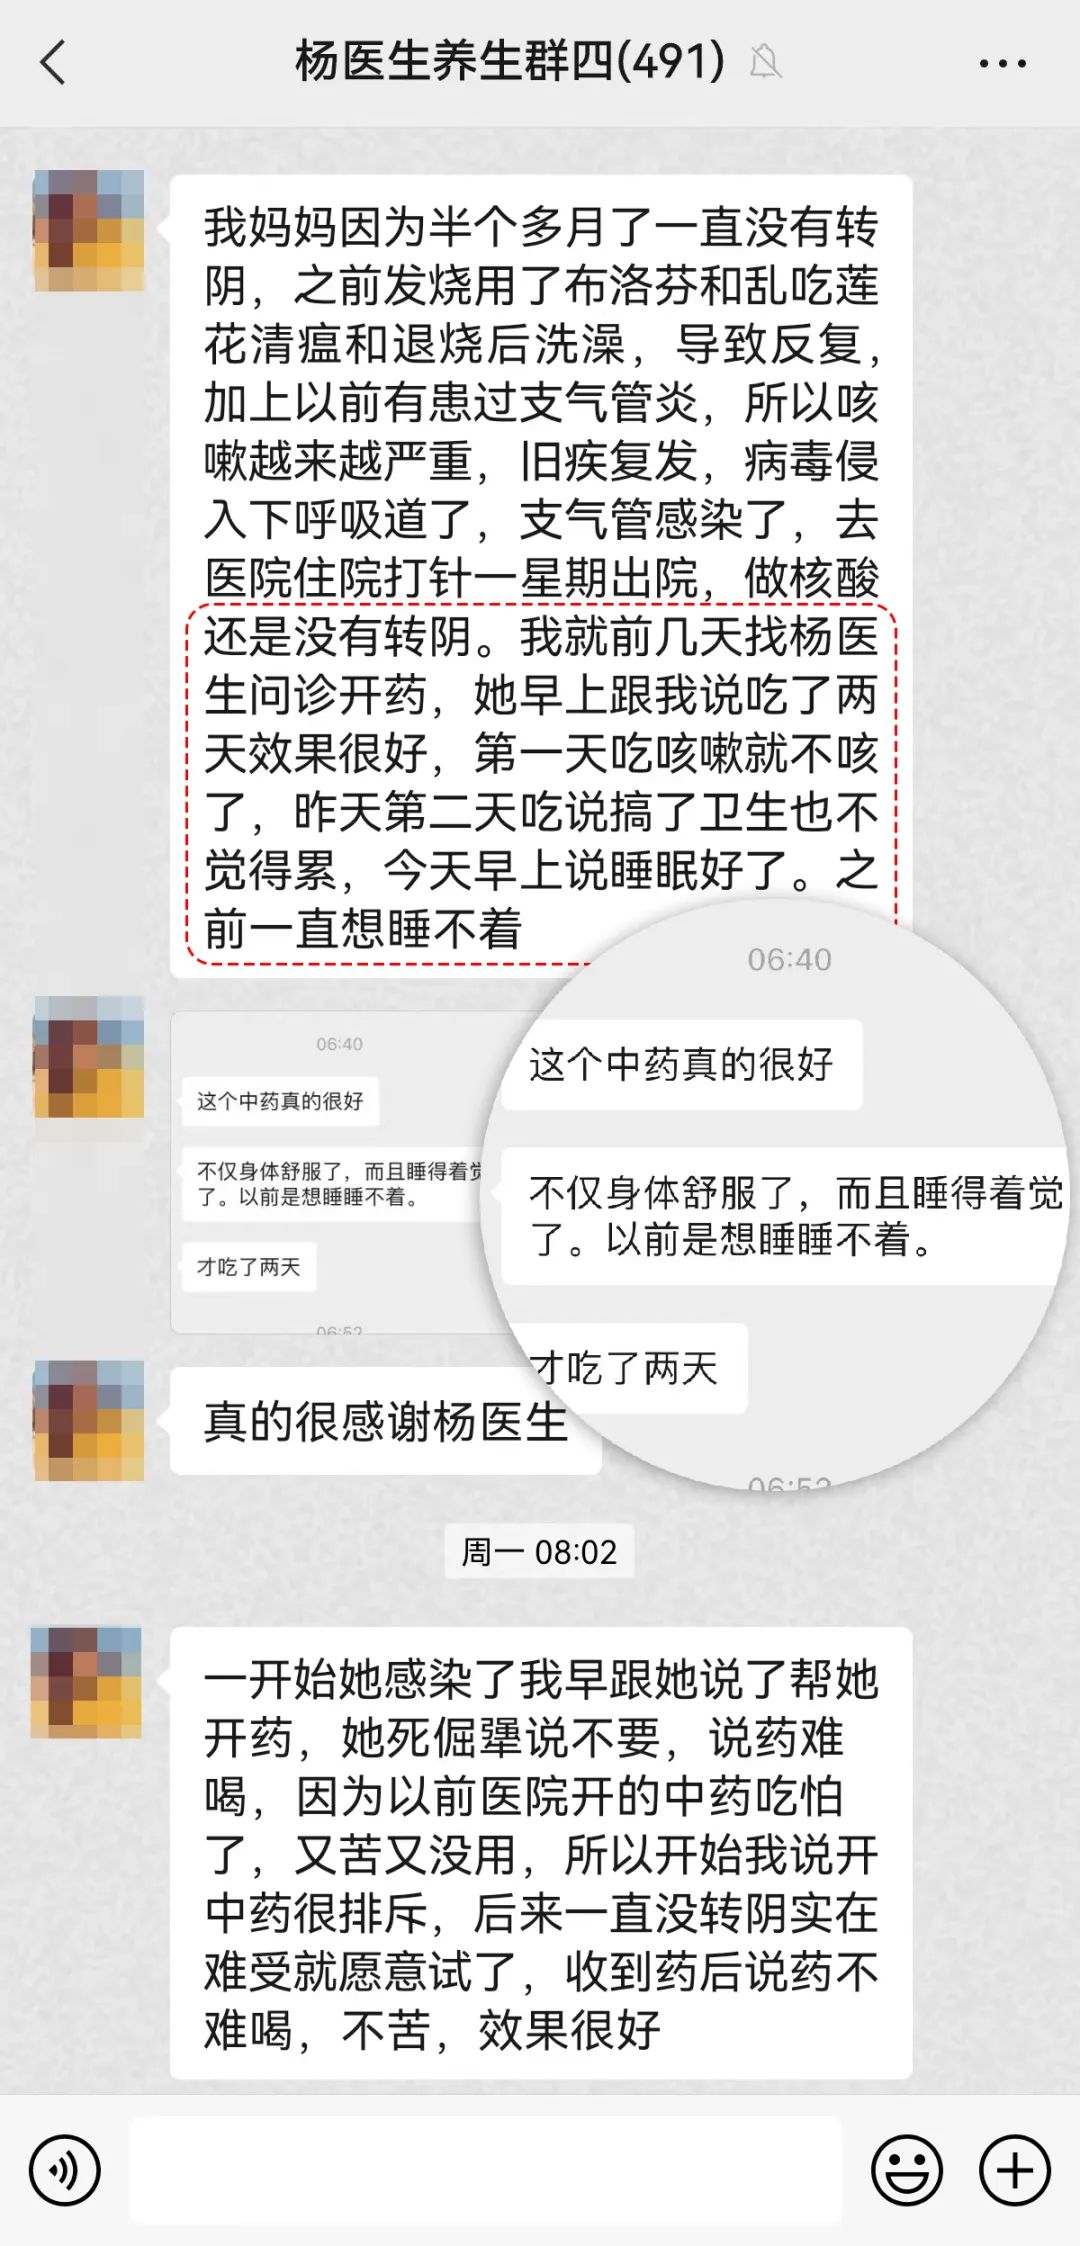 杨医生养生群四(491)
我妈妈因为半个多月了一直没有转
阴，之前发烧用了布洛芬和乱吃莲
花清瘟和退烧后洗澡，导致反复，
加上以前有患过支气管炎，所以咳
嗽越来越严重，旧疾复发，病毒侵
入下呼吸道了，支气管感染了，去
医院住院打针一星期出院，做核酸
还是没有转阴。我就前几天找杨医
生问诊开药，她早上跟我说吃了两
天效果很好，第一天吃咳嗽就不咳
了，昨天第二天吃说搞了卫生也不
觉得累，今天早上说睡眠好了。之
前一直想睡不着
06:40
这个中药真的很好
不仅身体舒服了，而且睡得着觉
了。以前是想睡睡不着。
才吃了两天
06:52
06:40
这个中药真的很好
不仅身体舒服了，而且睡得着觉
了。以前是想睡睡不着。
才吃了两天
06:52
真的很感谢杨医生
周一 08:02
一开始她感染了我早跟她说了帮她
开药，她死倔犟说不要，说药难
喝，因为以前医院开的中药吃怕
了，又苦又没用，所以开始我说开
中药很排斥，后来一直没转阴实在
难受就愿意试了，收到药后说药不
难喝，不苦，效果很好